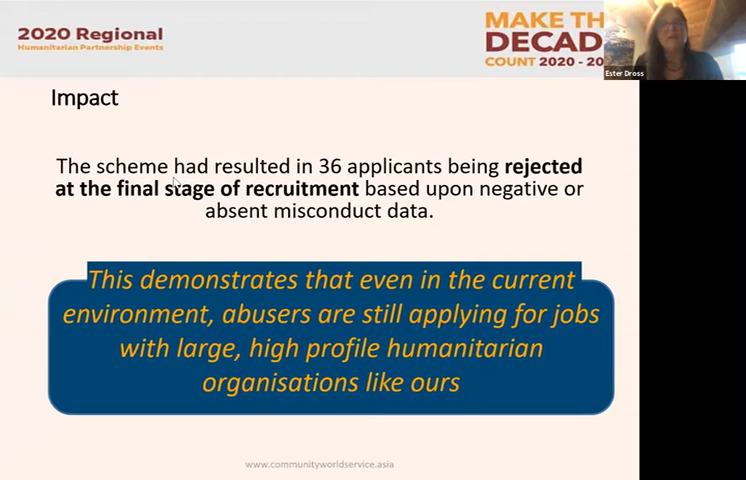 2020 Regional
Humanitarian Partnership Events
MAKE TH
DECAD
COUNT 2020 - 20
Ester Dross
Impact
The scheme had resulted in 36 applicants being rejected
at the final stage of recruitment based upon negative or
absent misconduct data.
This demonstrates that even in the current
environment, abusers are still applying for jobs
with large, high profile humanitarian
organisations like ours
www.communityworldservice.asia